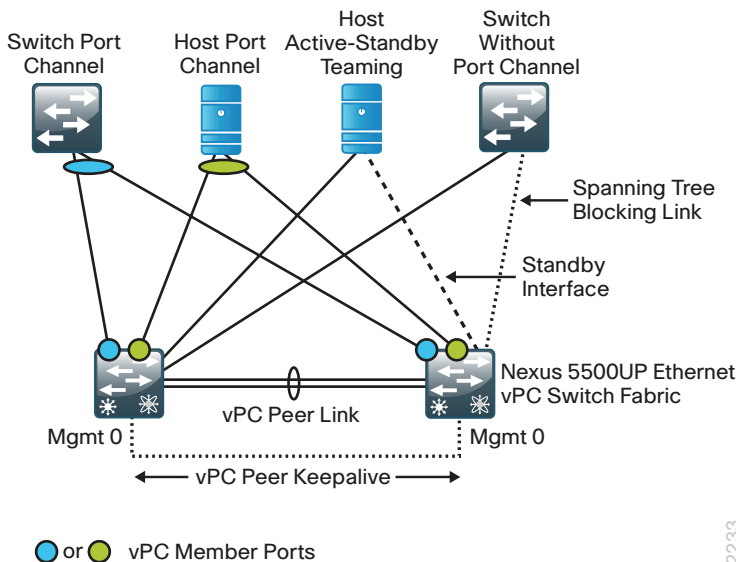 Switch Port
Channel
Host Port
Channel
Host
Active-Standby
Teaming
Switch
Without
Port Channel
Spanning Tree
Blocking Link
Standby
Interface
Nexus 5500UP Ethernet
vPC Switch Fabric
vPC Peer Link
Mgmt 0
Mgmt 0
vPC Peer Keepalive
or
vPC Member Ports
2233